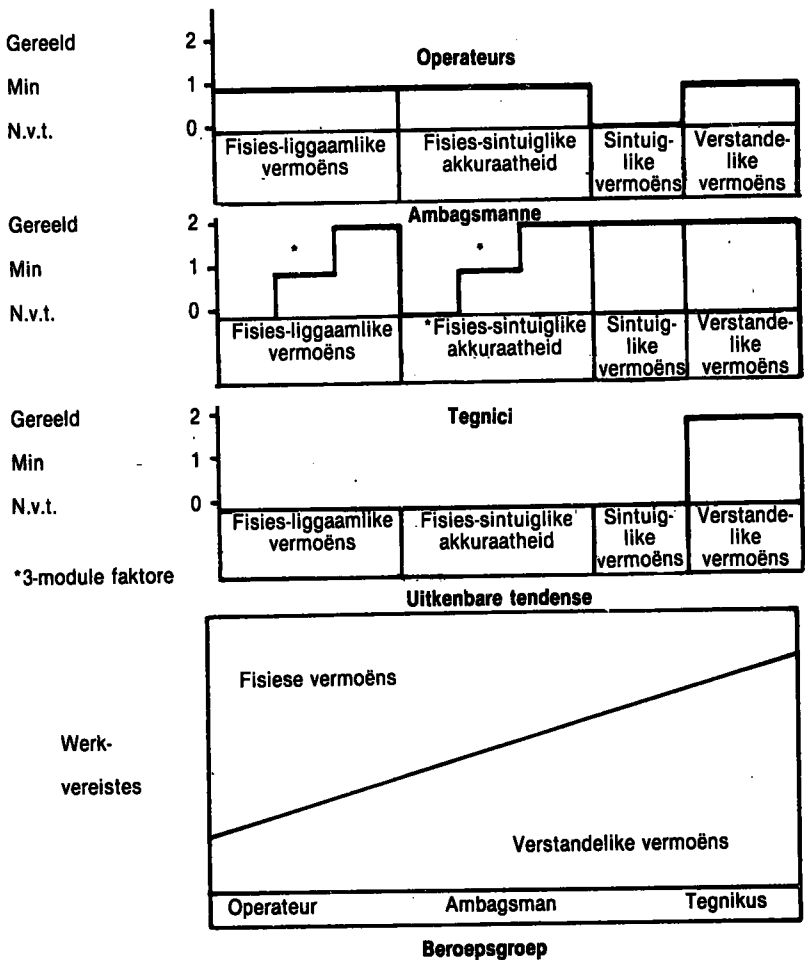 Operateurs
Gereeld 2
Min 1
N.v.t. 0
Fisies-liggaamlike
vermoëns
Fisies-sintuiglike
akkuraatheid
Sintuig-
like
vermoëns
Verstande-
like
vermoëns
Ambagsmanne
Gereeld 2
Min 1
N.v.t. 0
*
*
Fisies-liggaamlike
vermoëns
*Fisies-sintuiglike
akkuraatheid
Sintuig-
like
vermoëns
Verstande-
like
vermoëns
Tegnici
Gereeld 2
Min 1
N.v.t. 0
Fisies-liggaamlike
vermoëns
Fisies-sintuiglike
akkuraatheid
Sintuig-
like
vermoëns
Verstande-
like
vermoëns
*3-module faktore
Uitkenbare tendense
Fisiese vermoëns
Werk-
vereistes
Verstandelike vermoëns
Operateur Ambagsman Tegnikus
Beroepsgroep